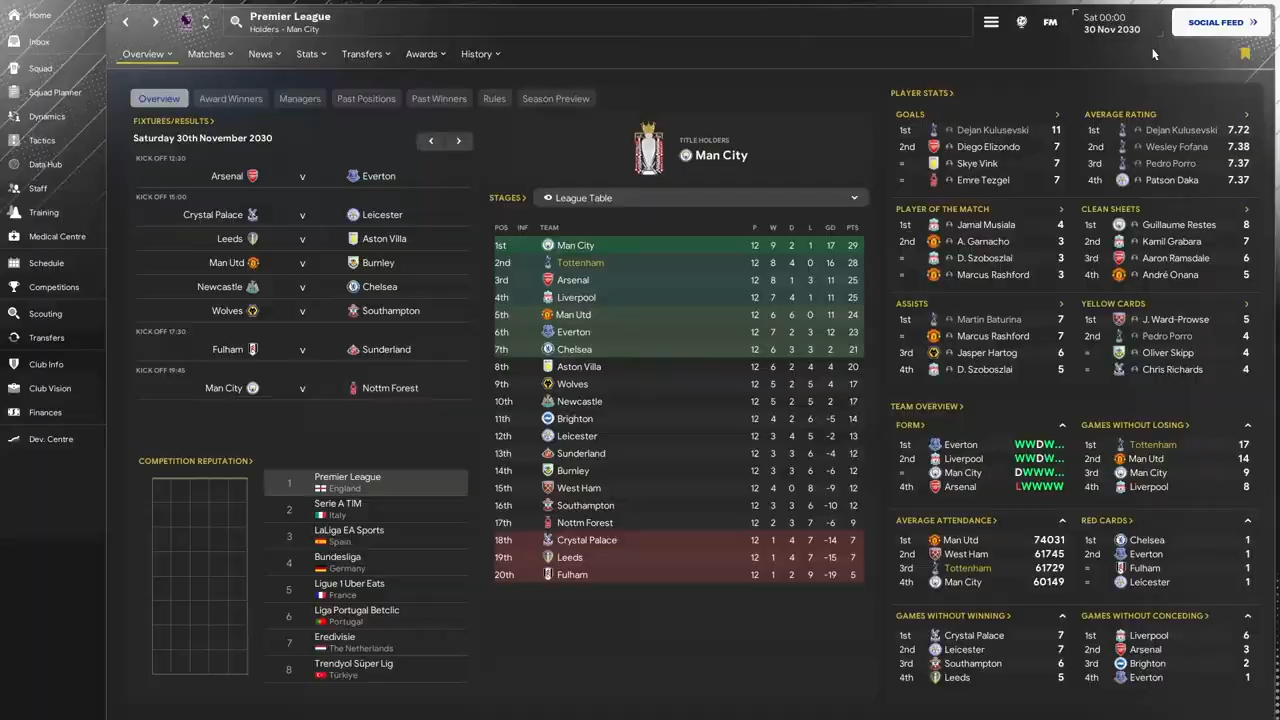 Home
Inbox
Squad
Squad Planner
Dynamics
Tactics
Data Hub
Staff
Training
Medical Centre
Schedule
Competitions
Scouting
Transfers
Club Info
Club Vision
Finances
Dev. Centre
Premier League
Holders - Man City
FM
Sat 00:00
30 Nov 2030
SOCIAL FEED
Overview Matches News Stats Transfers Awards History
Overview Award Winners Managers Past Positions Past Winners Rules Season Preview
FIXTURES/RESULTS
Saturday 30th November 2030
KICK OFF 12:30
Arsenal v Everton
KICK OFF 15:00
Crystal Palace v Leicester
Leeds v Aston Villa
Man Utd v Burnley
Newcastle v Chelsea
Wolves v Southampton
KICK OFF 17:30
Fulham v Sunderland
KICK OFF 19:45
Man City v Nottm Forest
COMPETITION REPUTATION
1 Premier League
England
2 Serie A TIM
Italy
3 LaLiga EA Sports
Spain
4 Bundesliga
Germany
5 Ligue 1 Uber Eats
France
6 Liga Portugal Betclic
Portugal
7 Eredivisie
The Netherlands
8 Trendyol Süper Lig
Türkiye
TITLE HOLDERS
Man City
STAGES League Table
POS INF TEAM P W D L GD PTS
1st Man City 12 9 2 1 17 29
2nd Tottenham 12 8 4 0 16 28
3rd Arsenal 12 8 1 3 11 25
4th Liverpool 12 7 4 1 11 25
5th Man Utd 12 6 6 0 11 24
6th Everton 12 7 2 3 12 23
7th Chelsea 12 6 3 3 2 21
8th Aston Villa 12 6 2 4 4 20
9th Wolves 12 5 2 5 4 17
10th Newcastle 12 5 2 5 2 17
11th Brighton 12 4 2 6 -5 14
12th Leicester 12 3 4 5 -2 13
13th Sunderland 12 3 3 6 -4 12
14th Burnley 12 3 3 6 -6 12
15th West Ham 12 4 0 8 -9 12
16th Southampton 12 3 3 6 -10 12
17th Nottm Forest 12 2 3 7 -6 9
18th Crystal Palace 12 1 4 7 -14 7
19th Leeds 12 1 4 7 -15 7
20th Fulham 12 1 2 9 -19 5
PLAYER STATS
GOALS
1st Dejan Kulusevski 11
2nd Diego Elizondo 7
= Skye Vink 7
= Emre Tezgel 7
AVERAGE RATING
1st Dejan Kulusevski 7.72
2nd Wesley Fofana 7.38
3rd Pedro Porro 7.37
4th Patson Daka 7.37
PLAYER OF THE MATCH
1st Jamal Musiala 4
2nd A. Garnacho 3
= D. Szoboszlai 3
= Marcus Rashford 3
CLEAN SHEETS
1st Guillaume Restes 8
2nd Kamil Grabara 7
3rd Aaron Ramsdale 6
4th André Onana 5
ASSISTS
1st Martin Baturina 7
= Marcus Rashford 7
3rd Jasper Hartog 6
4th D. Szoboszlai 5
YELLOW CARDS
1st J. Ward-Prowse 5
2nd Pedro Porro 4
= Oliver Skipp 4
= Chris Richards 4
TEAM OVERVIEW
FORM
1st Everton WWDW...
2nd Liverpool WWDW...
= Man City DWWW...
4th Arsenal LWWWW
GAMES WITHOUT LOSING
1st Tottenham 17
2nd Man Utd 14
3rd Man City 9
4th Liverpool 8
AVERAGE ATTENDANCE
1st Man Utd 74031
2nd West Ham 61745
3rd Tottenham 61729
4th Man City 60149
RED CARDS
1st Chelsea 1
2nd Everton 1
= Fulham 1
= Leicester 1
GAMES WITHOUT WINNING
1st Crystal Palace 7
2nd Leicester 7
3rd Southampton 6
4th Leeds 5
GAMES WITHOUT CONCEDING
1st Liverpool 6
2nd Arsenal 3
3rd Brighton 2
4th Everton 1